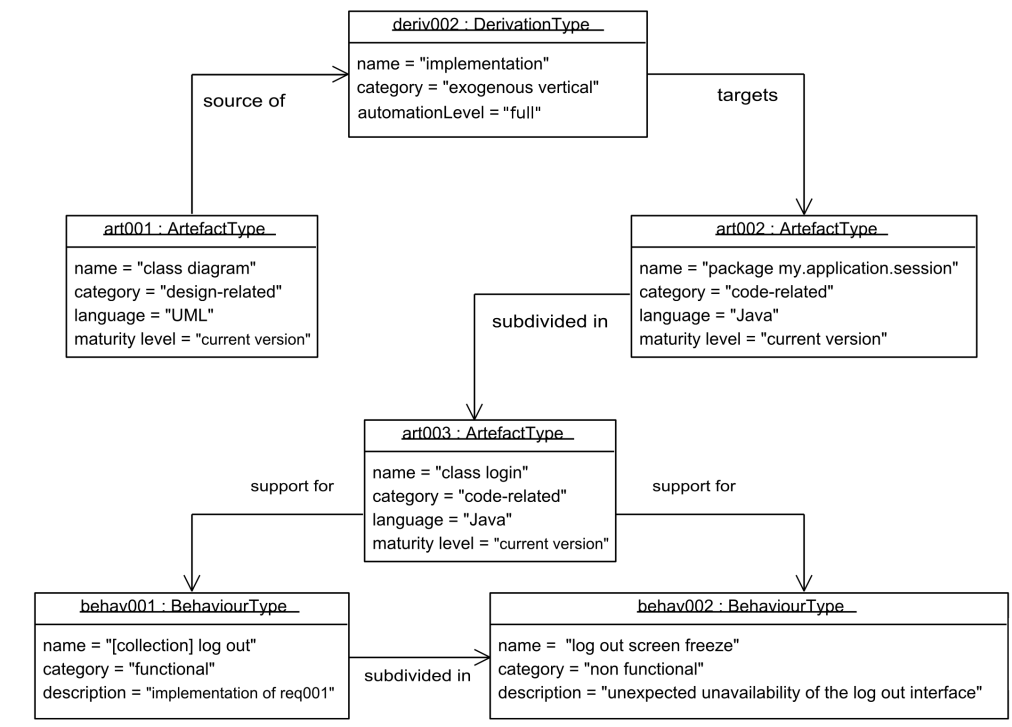 deriv002 : DerivationType
name = "implementation"
category = "exogenous vertical"
automationLevel = "full"
source of
targets
art001 : ArtefactType
name = "class diagram"
category = "design-related"
language = "UML"
maturity level = "current version"
art002 : ArtefactType
name = "package my.application.session"
category = "code-related"
language = "Java"
maturity level = "current version"
subdivided in
art003 : ArtefactType
name = "class login"
category = "code-related"
language = "Java"
maturity level = "current version"
support for
support for
behav001 : BehaviourType
name = "[collection] log out"
category = "functional"
description = "implementation of req001"
subdivided in
behav002 : BehaviourType
name =  "log out screen freeze"
category = "non functional"
description = "unexpected unavailability of the log out interface"